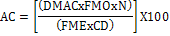 AC = [(DMACxFMOxN) / (FMExCD)] X100